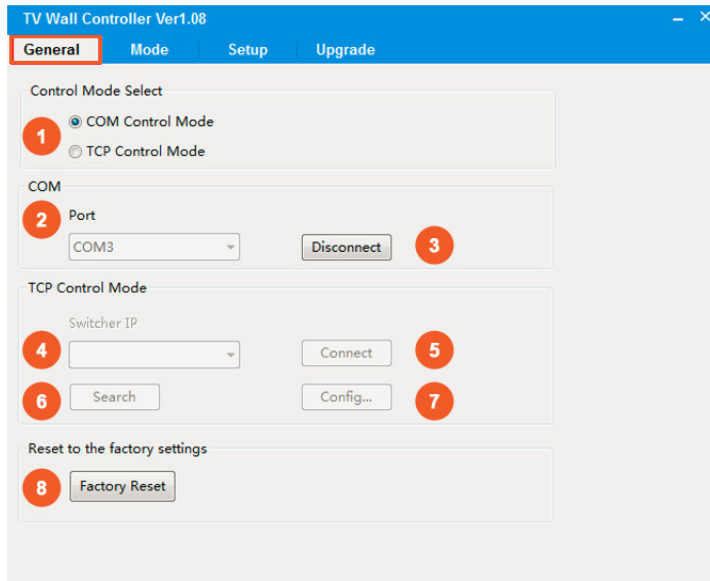 TV Wall Controller Ver1.08
General Mode Setup Upgrade
Control Mode Select
1 COM Control Mode
TCP Control Mode
COM
2 Port
COM3 Disconnect 3
TCP Control Mode
Switcher IP
4 Connect 5
6 Search Config... 7
Reset to the factory settings
8 Factory Reset